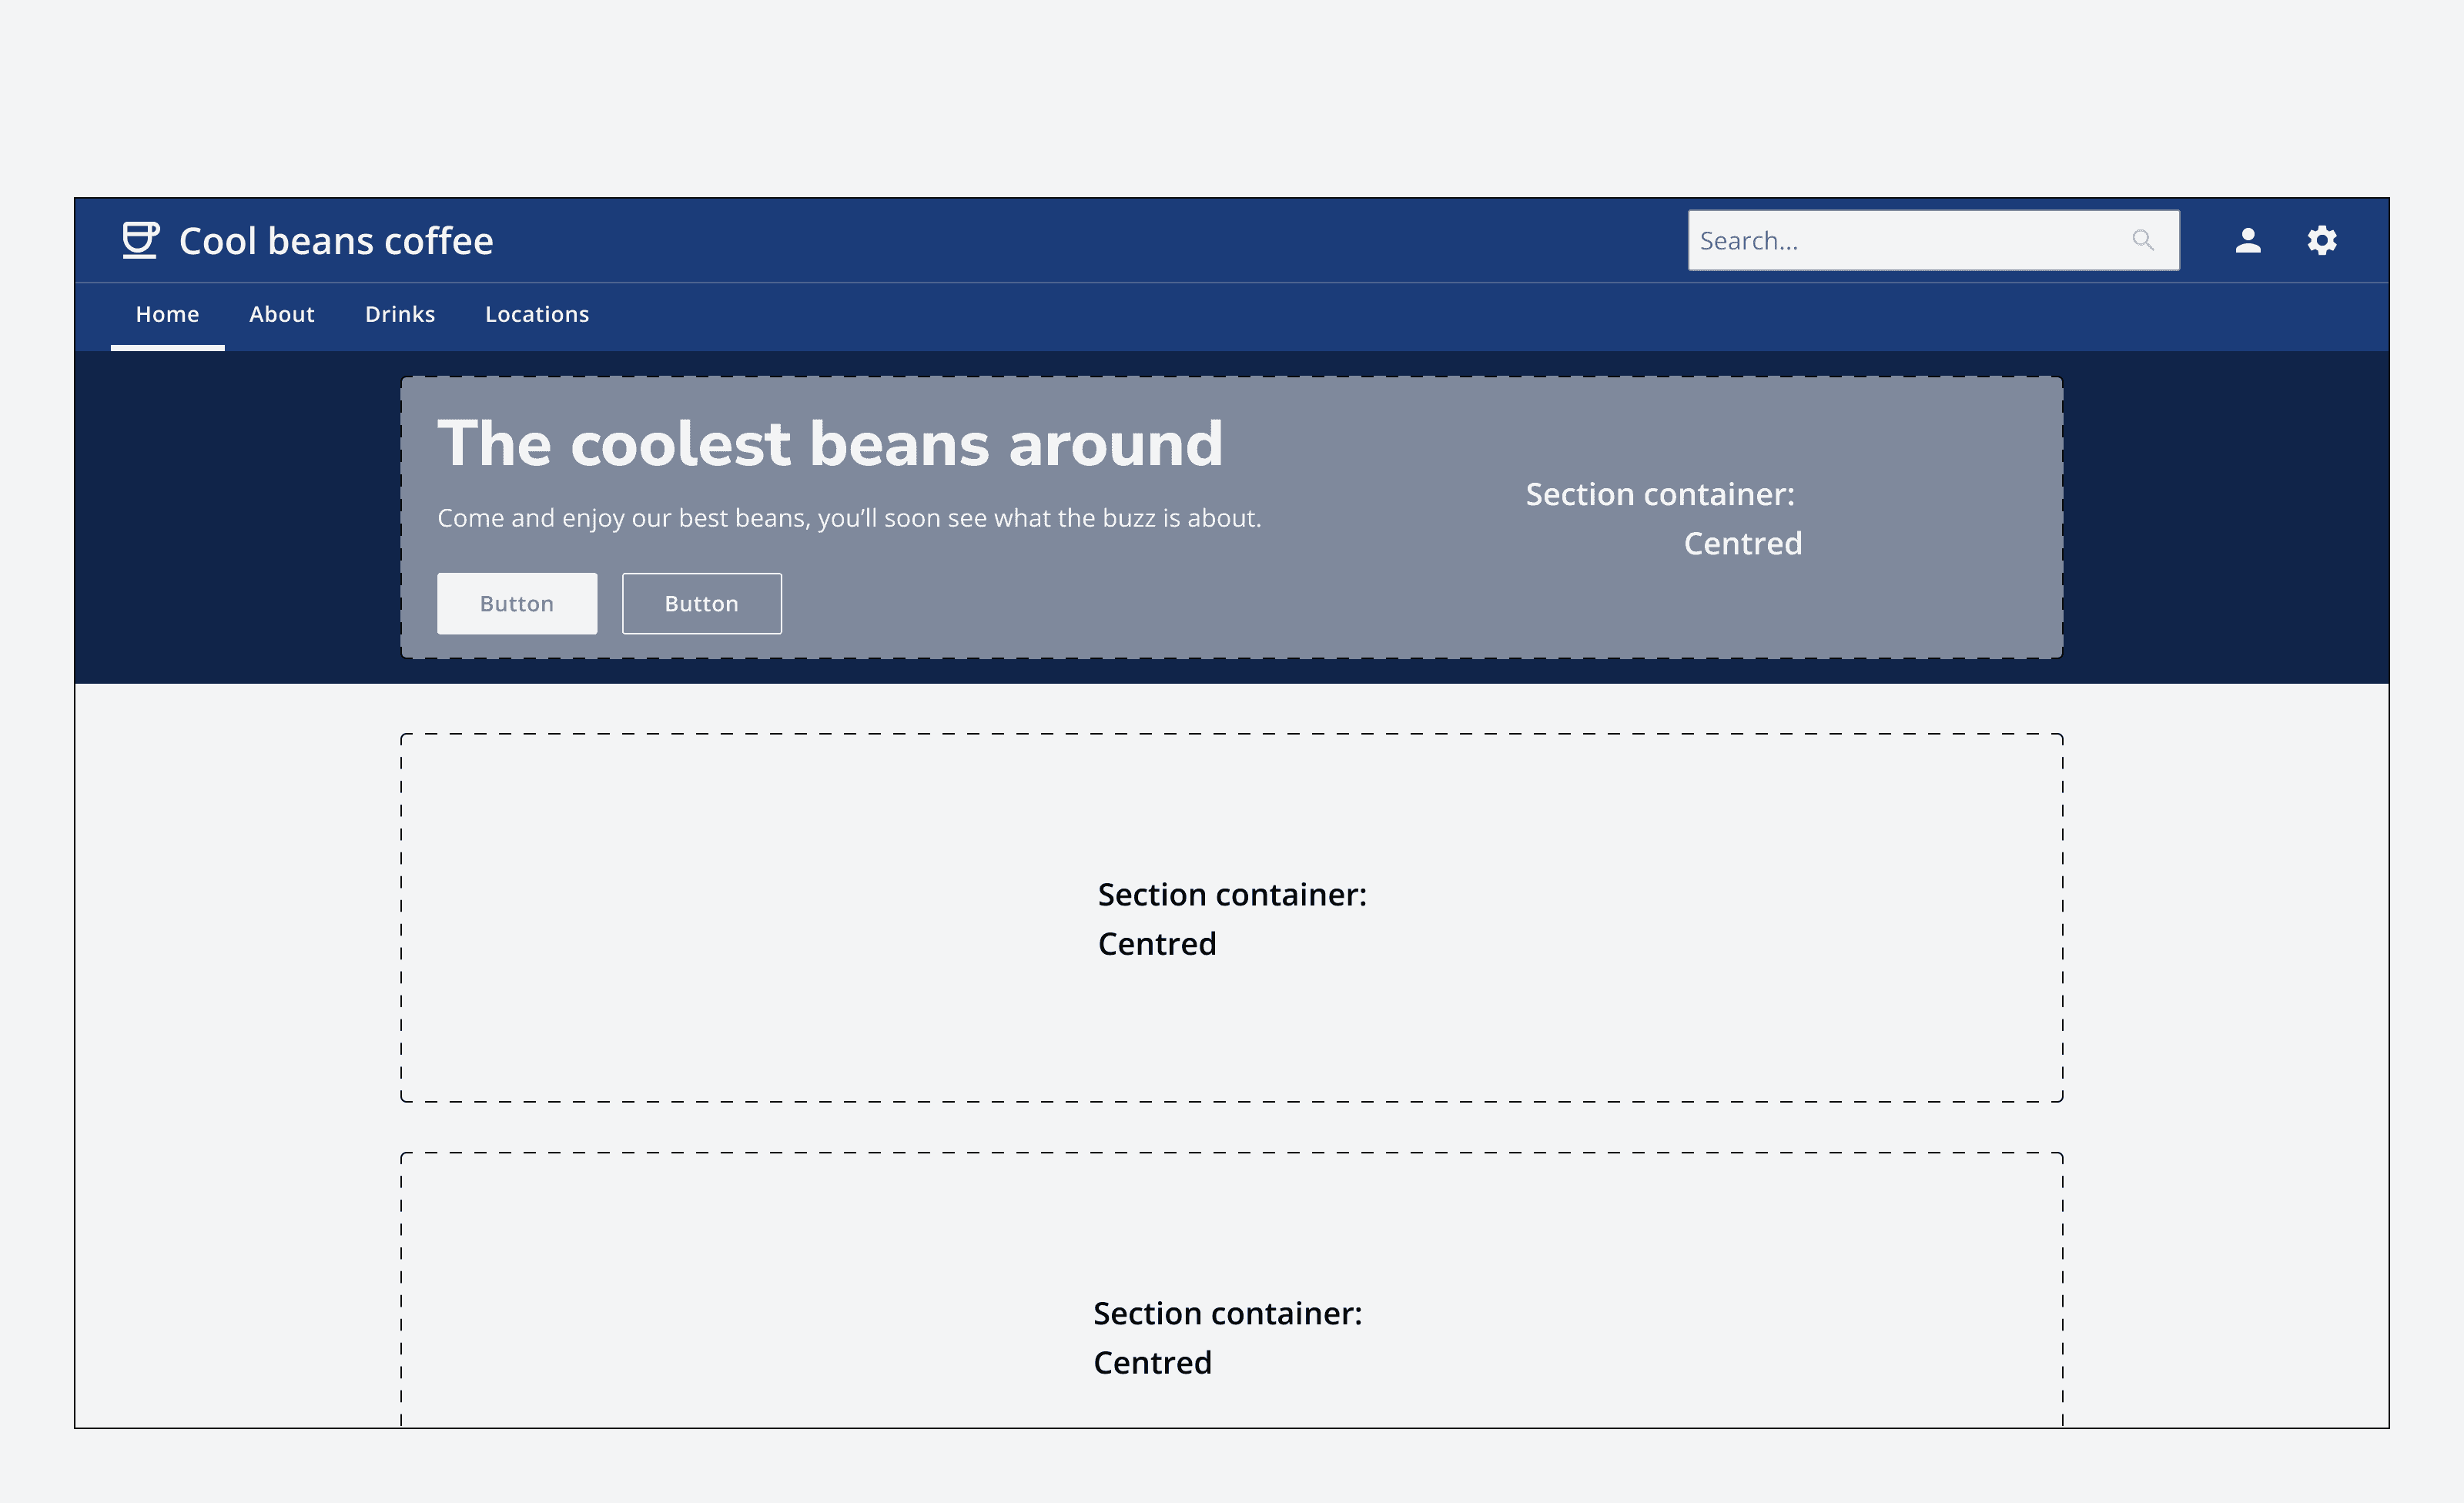 Cool beans coffee
Search...
Home About Drinks Locations
The coolest beans around
Come and enjoy our best beans, you’ll soon see what the buzz is about.
Button Button
Section container:
Centred
Section container:
Centred
Section container:
Centred